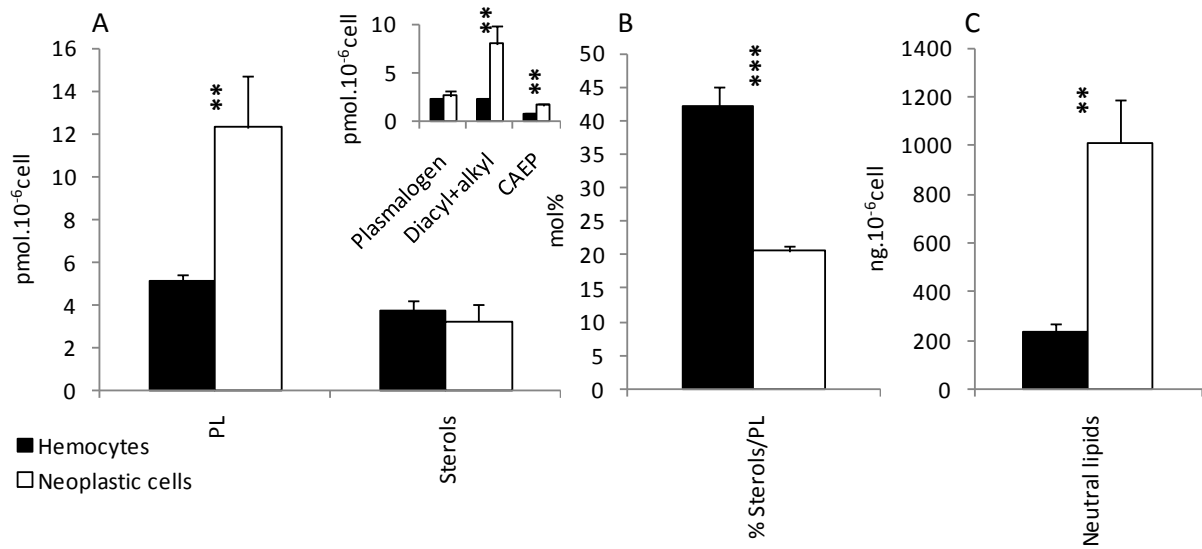 A
pmol.10⁻⁶cell
16
14
12
10
8
6
4
2
0
**
PL
Sterols
pmol.10⁻⁶cell
10
5
0
**
**
Plasmalogen
Diacyl+alkyl
CAEP
B
mol%
50
45
40
35
30
25
20
15
10
5
0
***
% Sterols/PL
C
ng.10⁻⁶cell
1400
1200
1000
800
600
400
200
0
**
Neutral lipids
Hemocytes
Neoplastic cells